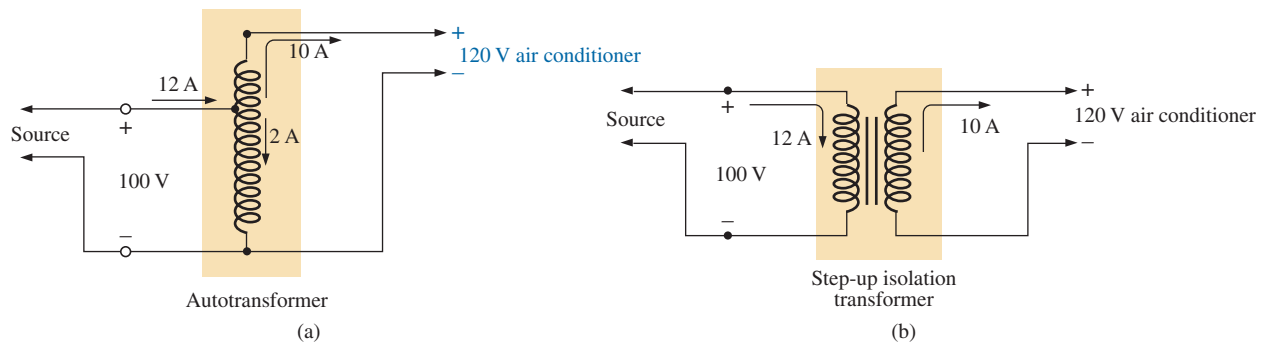 12 A
10 A
+
120 V air conditioner
−
Source
+
2 A
100 V
−
Autotransformer
(a)
+
Source
12 A
100 V
−
10 A
+
120 V air conditioner
−
Step-up isolation
transformer
(b)